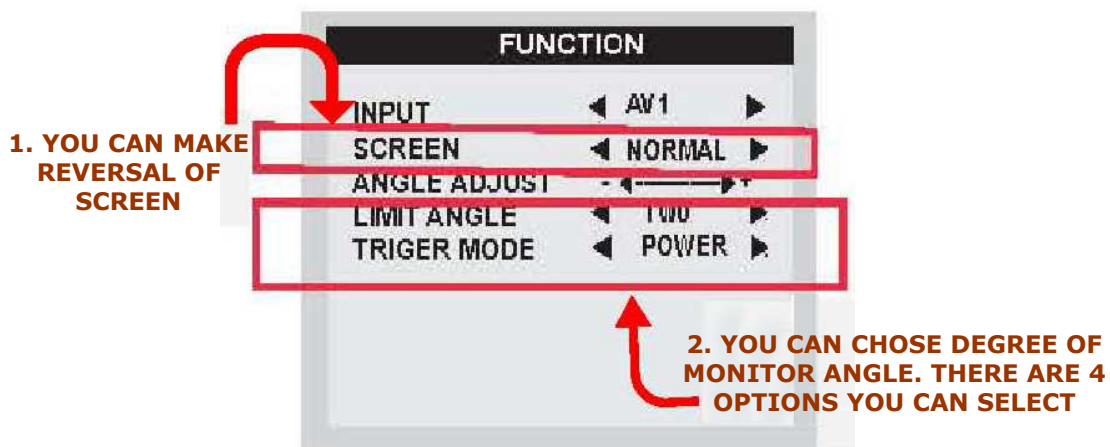 FUNCTION
INPUT ◀ AV1 ▶
SCREEN ◀ NORMAL ▶
ANGLE ADJUST - ◀────▶ +
LIMIT ANGLE ◀ TWO ▶
TRIGER MODE ◀ POWER ▶
1. YOU CAN MAKE
REVERSAL OF
SCREEN
2. YOU CAN CHOSE DEGREE OF
MONITOR ANGLE. THERE ARE 4
OPTIONS YOU CAN SELECT